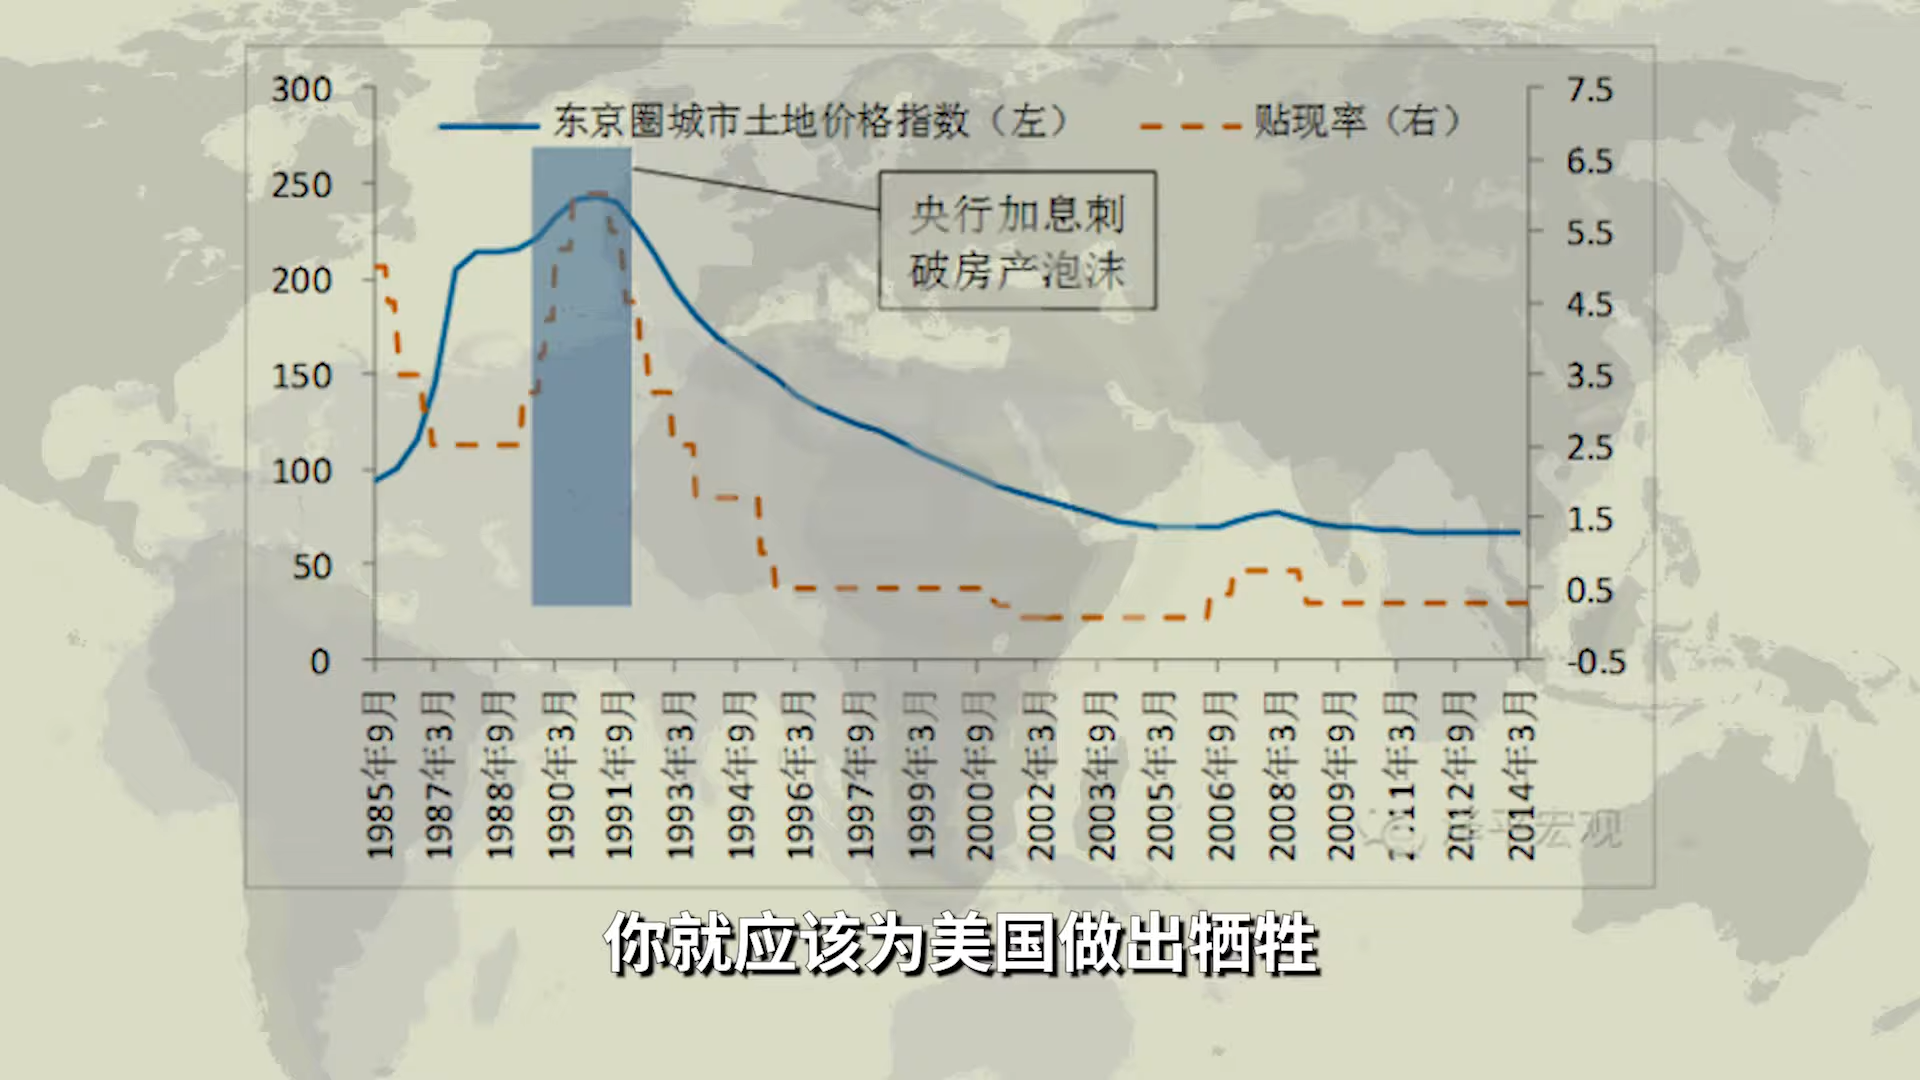 300
250
200
150
100
50
0
东京圈城市土地价格指数（左）
贴现率（右）
央行加息刺
破房产泡沫
7.5
6.5
5.5
4.5
3.5
2.5
1.5
0.5
-0.5
1985年9月
1987年3月
1988年9月
1990年3月
1991年9月
1993年3月
1994年9月
1996年3月
1997年9月
1999年3月
2000年9月
2002年3月
2003年9月
2005年3月
2006年9月
2008年3月
2009年9月
11年3月
2012年9月
2014年3月
宏观
你就应该为美国做出牺牲